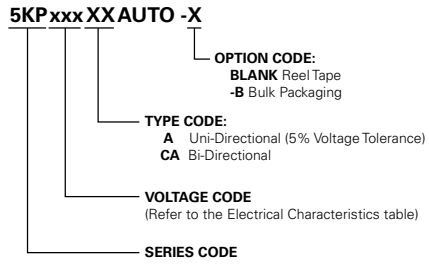 5KPxxxXXAUTO -X
OPTION CODE:
BLANK Reel Tape
-B Bulk Packaging
TYPE CODE:
A Uni-Directional (5% Voltage Tolerance)
CA Bi-Directional
VOLTAGE CODE
(Refer to the Electrical Characteristics table)
SERIES CODE